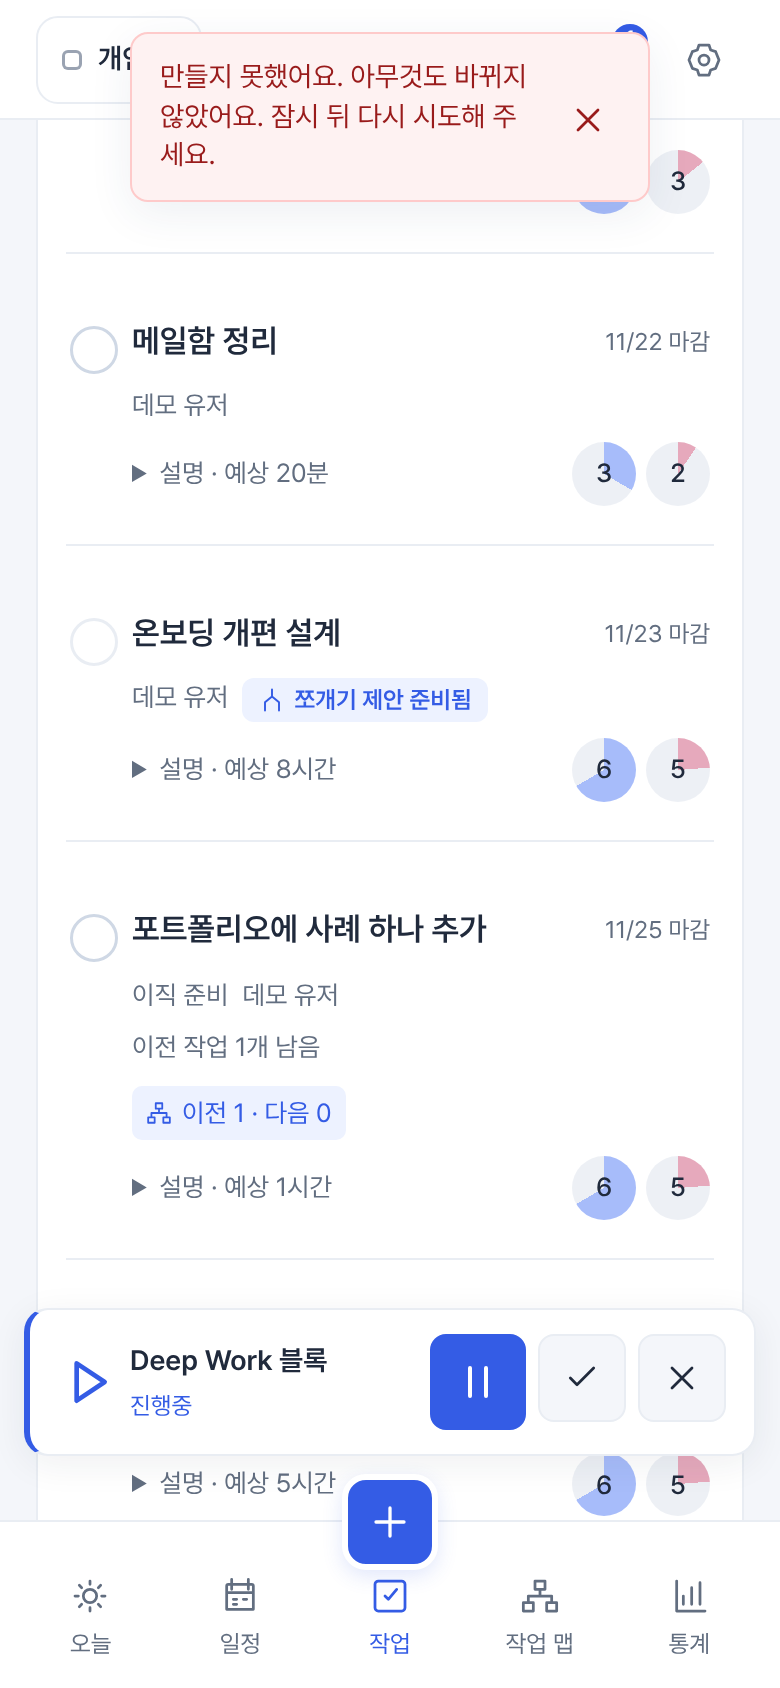 만들지 못했어요. 아무것도 바뀌지
않았어요. 잠시 뒤 다시 시도해 주
세요.
3
메일함 정리
11/22 마감
데모 유저
▶ 설명 · 예상 20분
3 2
온보딩 개편 설계
11/23 마감
데모 유저 쪼개기 제안 준비됨
▶ 설명 · 예상 8시간
6 5
포트폴리오에 사례 하나 추가
11/25 마감
이직 준비 데모 유저
이전 작업 1개 남음
이전 1 · 다음 0
▶ 설명 · 예상 1시간
6 5
Deep Work 블록
진행중
▶ 설명 · 예상 5시간
6 5
오늘 일정 작업 작업 맵 통계